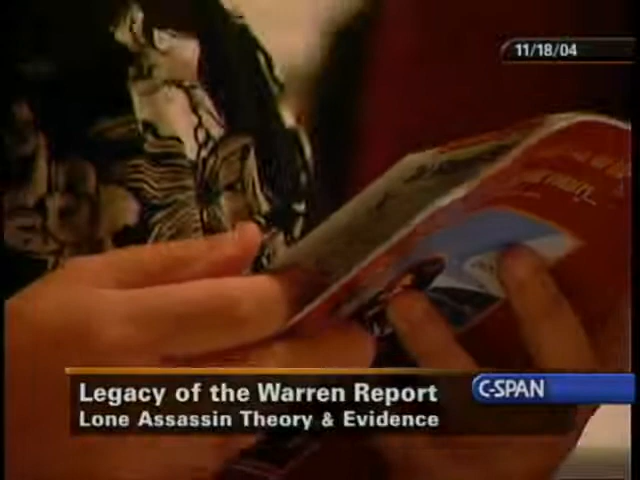 11/18/04
Legacy of the Warren Report
C-SPAN
Lone Assassin Theory & Evidence